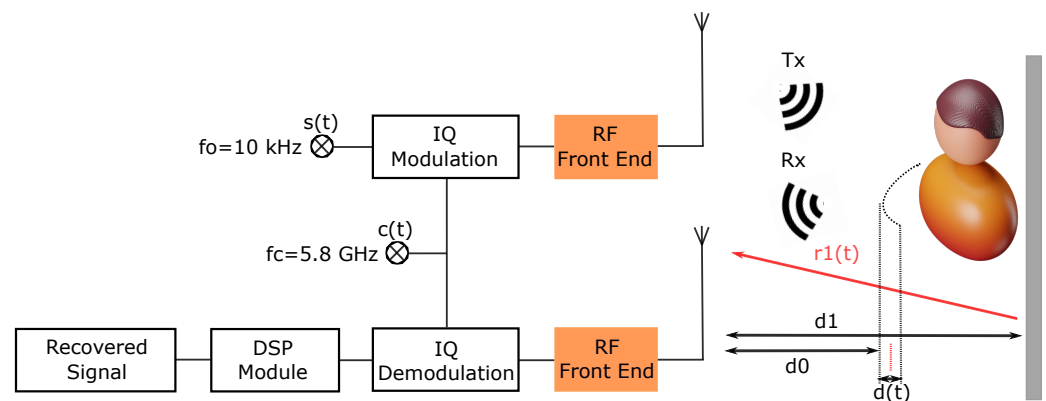 Tx
s(t)
fo=10 kHz
IQ
Modulation
RF
Front End
Rx
c(t)
fc=5.8 GHz
r1(t)
d1
Recovered
Signal
DSP
Module
IQ
Demodulation
RF
Front End
d0
d(t)